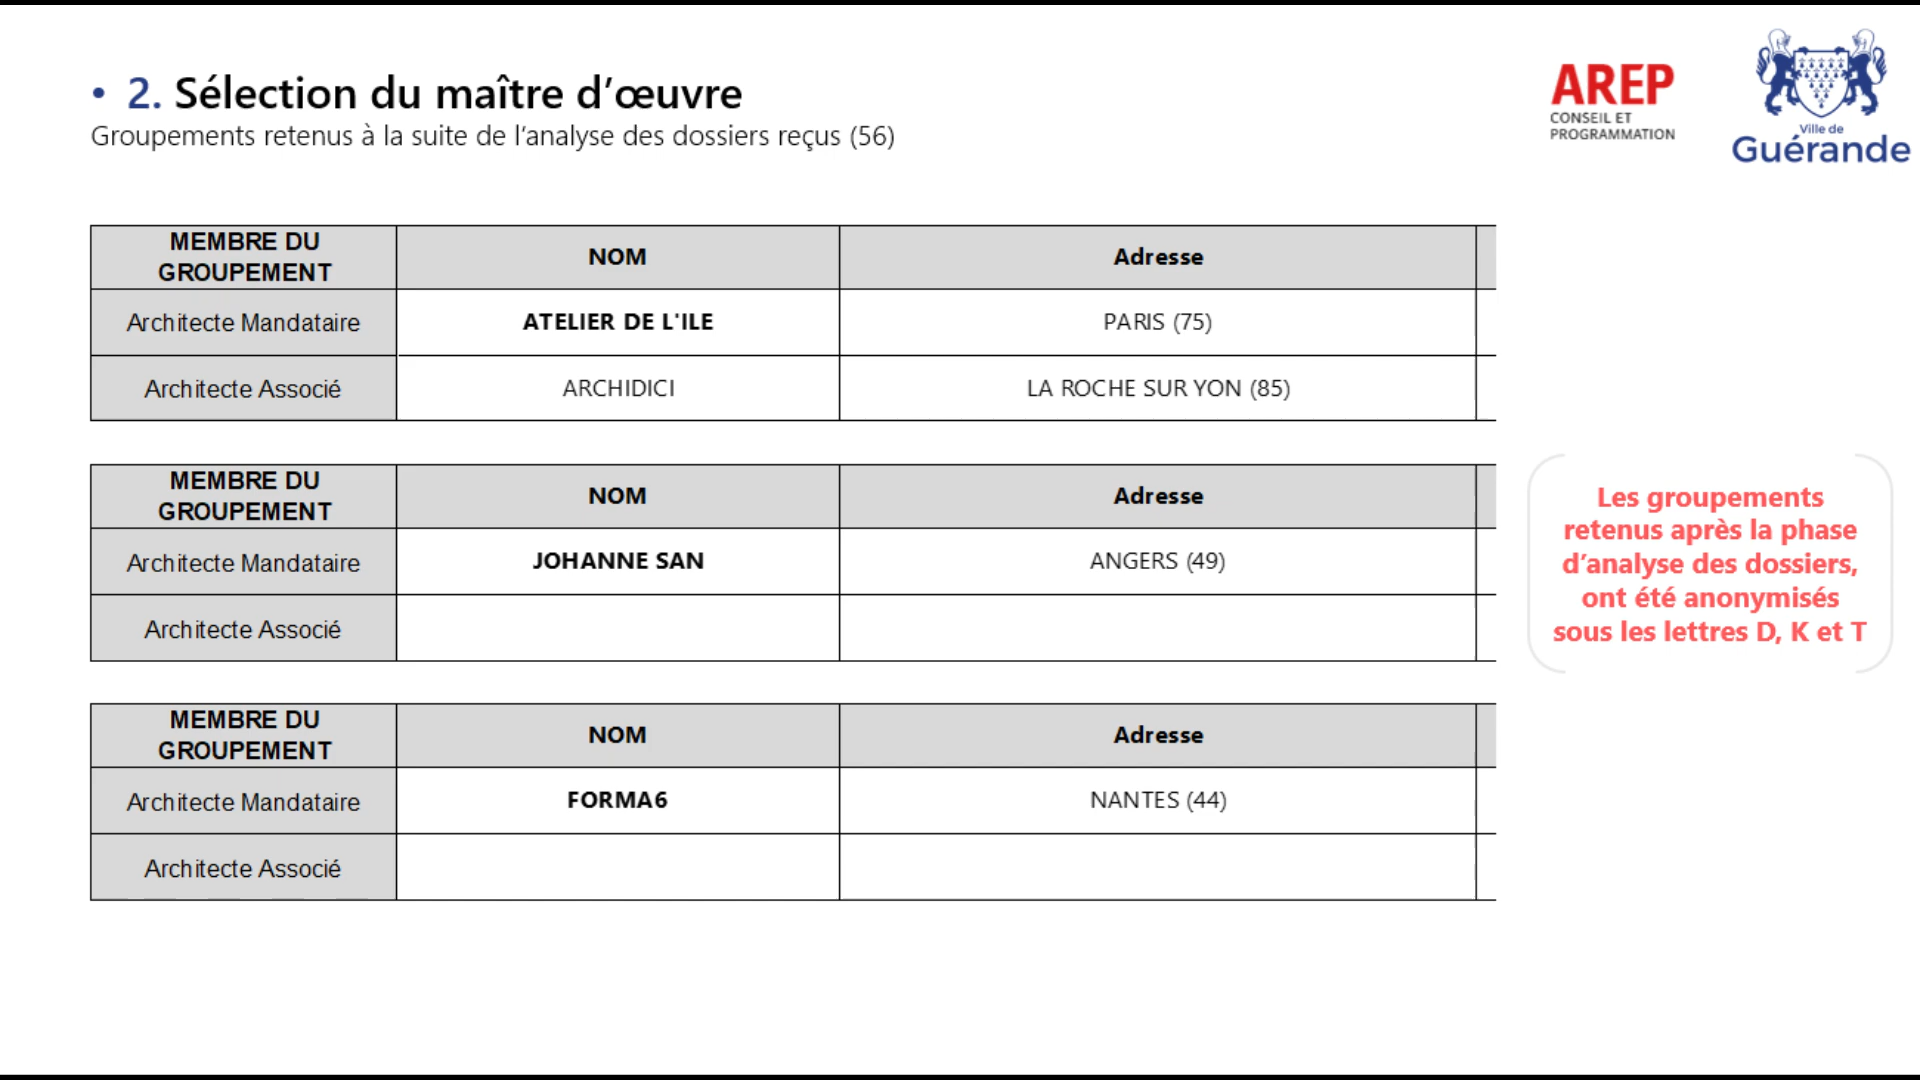 • 2. Sélection du maître d’œuvre
Groupements retenus à la suite de l’analyse des dossiers reçus (56)
AREP
CONSEIL ET
PROGRAMMATION
Ville de
Guérande
MEMBRE DU
GROUPEMENT
NOM
Adresse
Architecte Mandataire
ATELIER DE L'ILE
PARIS (75)
Architecte Associé
ARCHIDICI
LA ROCHE SUR YON (85)
MEMBRE DU
GROUPEMENT
NOM
Adresse
Architecte Mandataire
JOHANNE SAN
ANGERS (49)
Architecte Associé
MEMBRE DU
GROUPEMENT
NOM
Adresse
Architecte Mandataire
FORMA6
NANTES (44)
Architecte Associé
Les groupements
retenus après la phase
d’analyse des dossiers,
ont été anonymisés
sous les lettres D, K et T